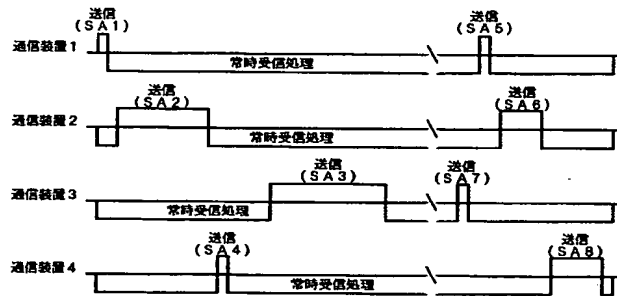 送信
(SA1)
送信
(SA5)
通信装置1
常時受信処理
送信
(SA2)
送信
(SA6)
通信装置2
常時受信処理
送信
(SA3)
送信
(SA7)
通信装置3
常時受信処理
送信
(SA4)
送信
(SA8)
通信装置4
常時受信処理